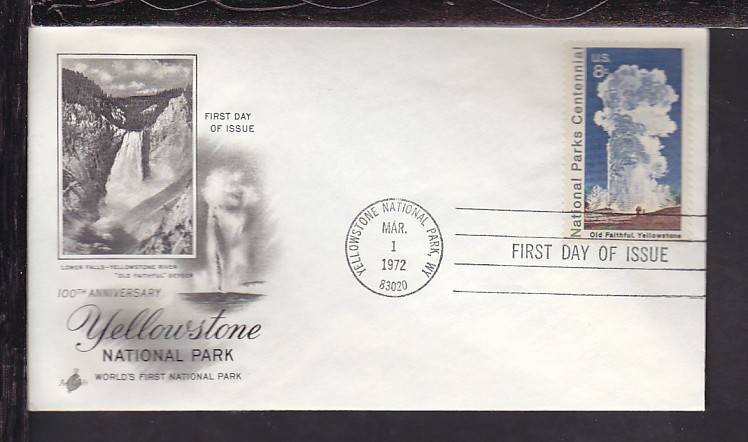 FIRST DAY
OF ISSUE
LOWER FALLS-YELLOWSTONE RIVER
"OLD FAITHFUL" GEYSER
100TH ANNIVERSARY
Yellowstone
NATIONAL PARK
WORLD'S FIRST NATIONAL PARK
YELLOWSTONE NATIONAL PARK, WY
MAR.
1
1972
83020
U.S.
8c
National Parks Centennial
Old Faithful, Yellowstone
FIRST DAY OF ISSUE